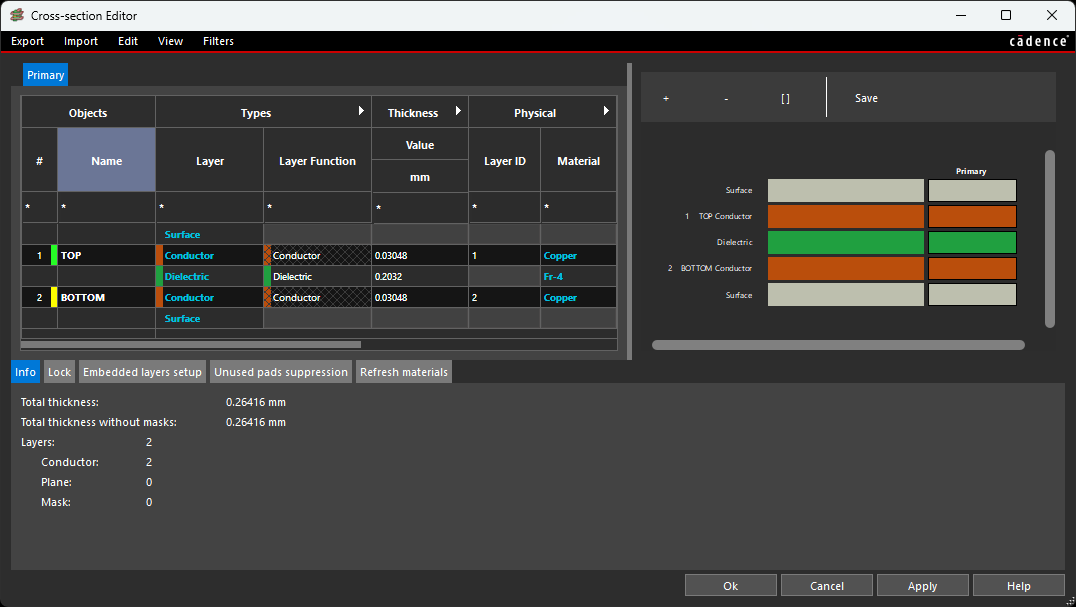 Cross-section Editor
Export Import Edit View Filters cādence®
Primary
Objects Types Thickness Physical
# Name Layer Layer Function Value Layer ID Material
mm
* * * * * * *
Surface
1 TOP Conductor Conductor 0.03048 1 Copper
Dielectric Dielectric 0.2032 Fr-4
2 BOTTOM Conductor Conductor 0.03048 2 Copper
Surface
+ - [ ] Save
Primary
Surface
1 TOP Conductor
Dielectric
2 BOTTOM Conductor
Surface
Info Lock Embedded layers setup Unused pads suppression Refresh materials
Total thickness: 0.26416 mm
Total thickness without masks: 0.26416 mm
Layers: 2
Conductor: 2
Plane: 0
Mask: 0
Ok Cancel Apply Help